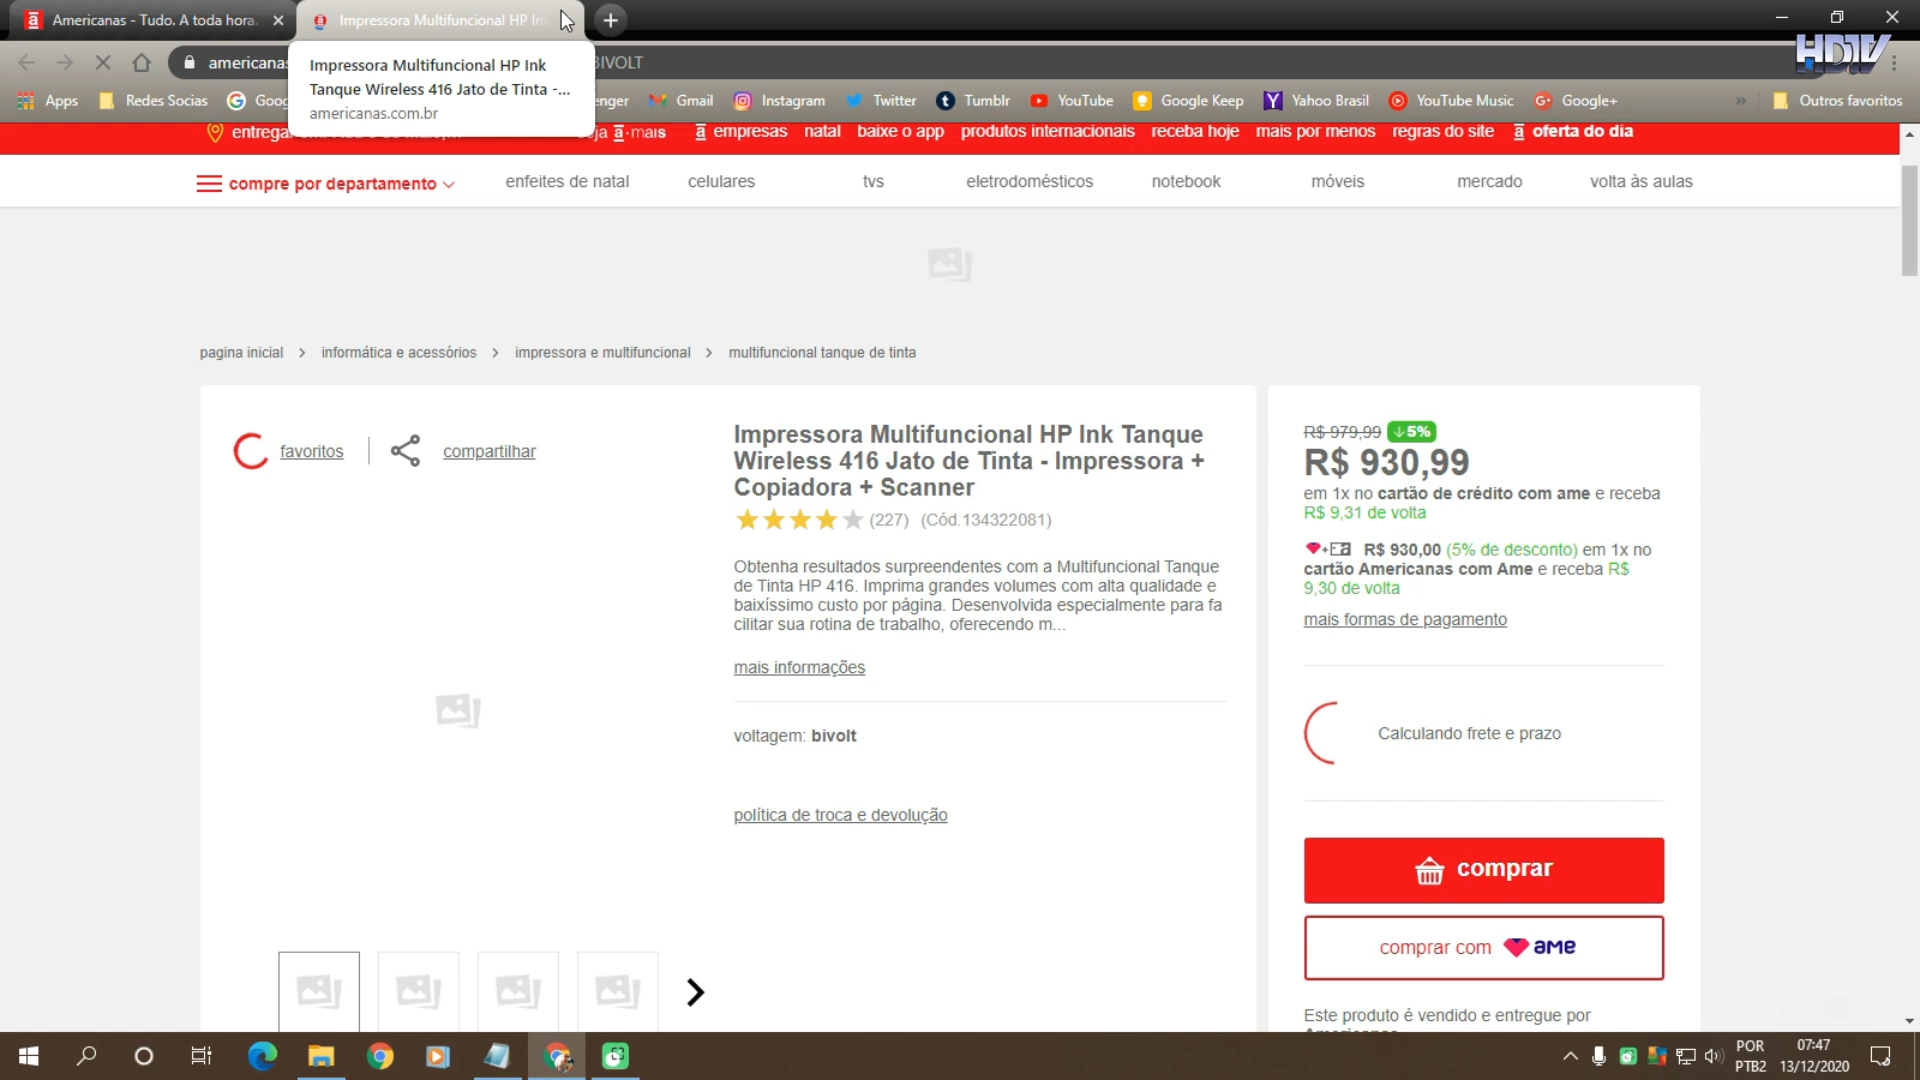 Americanas - Tudo. A toda hora.
Impressora Multifuncional HP In
HDTV
americanas
BIVOLT
Impressora Multifuncional HP Ink
Tanque Wireless 416 Jato de Tinta -...
americanas.com.br
Apps
Redes Socias
Goog
enger
Gmail
Instagram
Twitter
Tumblr
YouTube
Google Keep
Yahoo Brasil
YouTube Music
Google+
»
Outros favoritos
entrega
eja ã·mais
ã empresas
natal
baixe o app
produtos internacionais
receba hoje
mais por menos
regras do site
ã oferta do dia
compre por departamento
enfeites de natal
celulares
tvs
eletrodomésticos
notebook
móveis
mercado
volta às aulas
pagina inicial > informática e acessórios > impressora e multifuncional > multifuncional tanque de tinta
favoritos
compartilhar
Impressora Multifuncional HP Ink Tanque
Wireless 416 Jato de Tinta - Impressora +
Copiadora + Scanner
(227) (Cód.134322081)
Obtenha resultados surpreendentes com a Multifuncional Tanque
de Tinta HP 416. Imprima grandes volumes com alta qualidade e
baixíssimo custo por página. Desenvolvida especialmente para fa
cilitar sua rotina de trabalho, oferecendo m...
mais informações
voltagem: bivolt
política de troca e devolução
R$ 979,99 5%
R$ 930,99
em 1x no cartão de crédito com ame e receba
R$ 9,31 de volta
R$ 930,00 (5% de desconto) em 1x no
cartão Americanas com Ame e receba R$
9,30 de volta
mais formas de pagamento
Calculando frete e prazo
comprar
comprar com ame
Este produto é vendido e entregue por
Americanas
POR
PTB2
07:47
13/12/2020